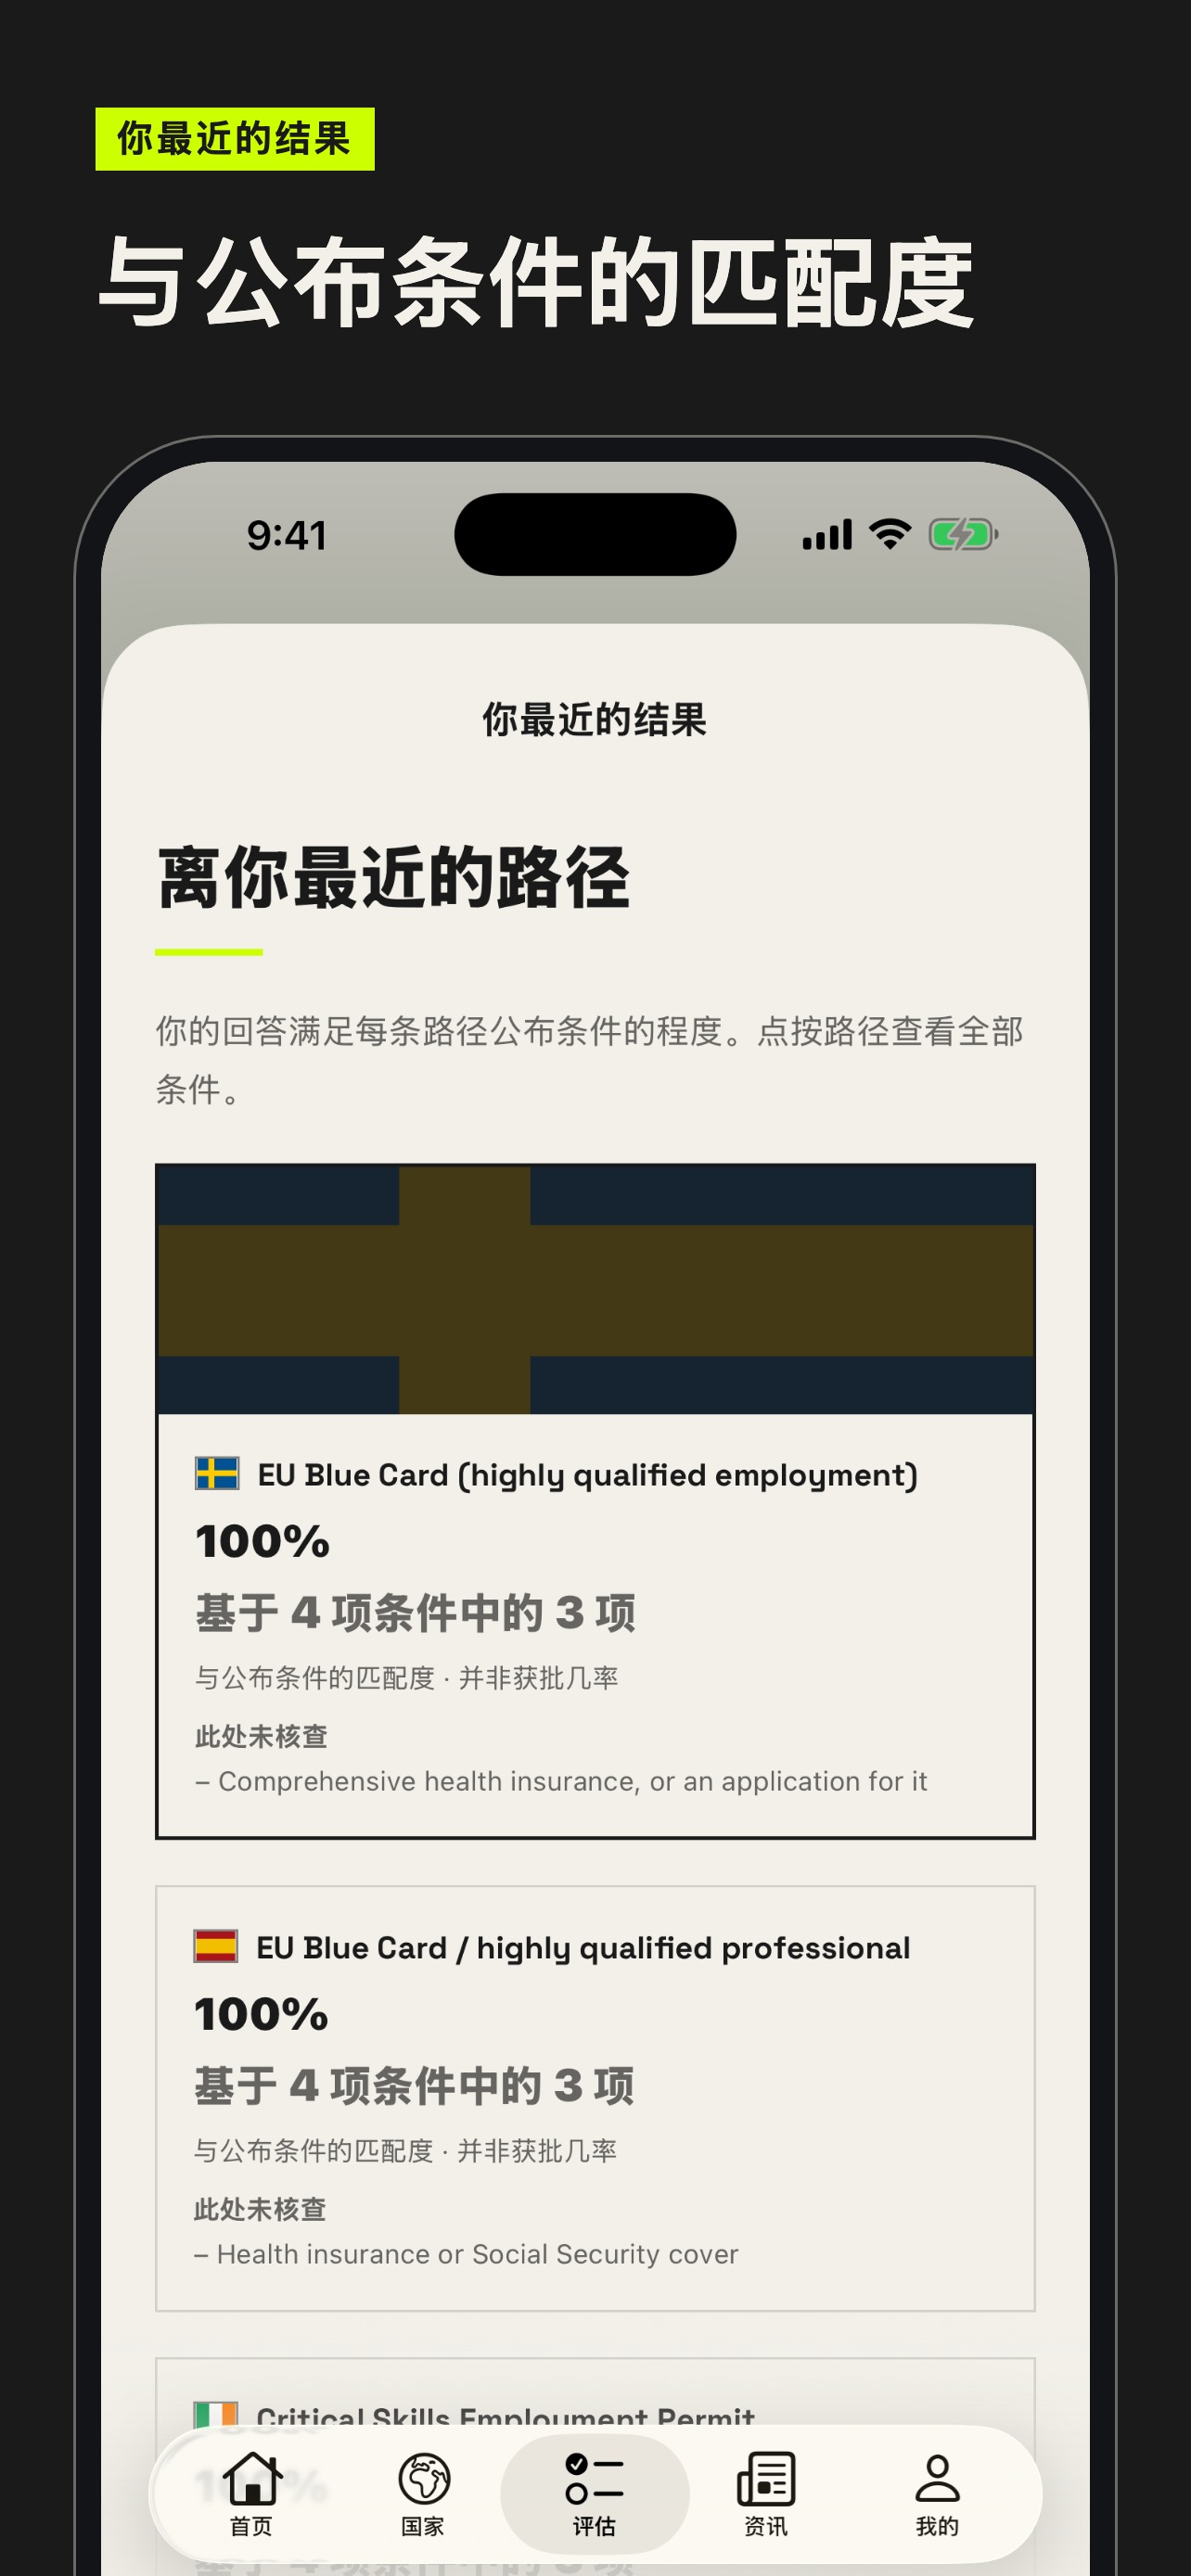 你最近的结果
与公布条件的匹配度
9:41
你最近的结果
离你最近的路径
你的回答满足每条路径公布条件的程度。点按路径查看全部
条件。
EU Blue Card (highly qualified employment)
100%
基于 4 项条件中的 3 项
与公布条件的匹配度 · 并非获批几率
此处未核查
– Comprehensive health insurance, or an application for it
EU Blue Card / highly qualified professional
100%
基于 4 项条件中的 3 项
与公布条件的匹配度 · 并非获批几率
此处未核查
– Health insurance or Social Security cover
Critical Skills Employment Permit
100%
首页
国家
评估
资讯
我的